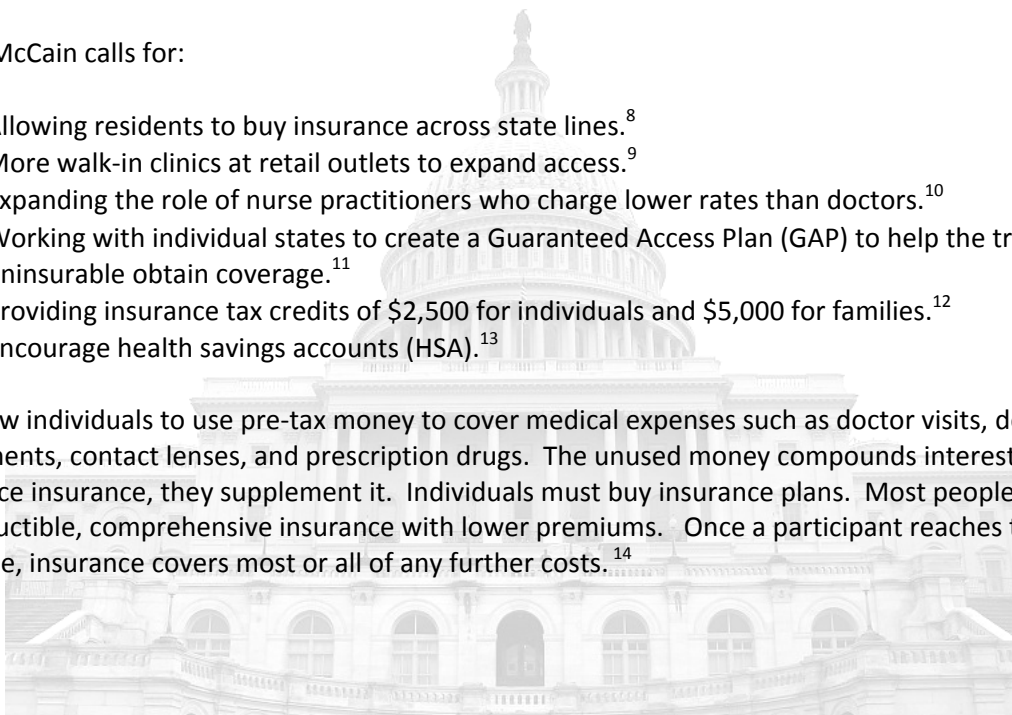 McCain calls for:
llowing residents to buy insurance across state lines.8
More walk-in clinics at retail outlets to expand access.9
xpanding the role of nurse practitioners who charge lower rates than doctors.10
Working with individual states to create a Guaranteed Access Plan (GAP) to help the tr
ninsurable obtain coverage.11
roviding insurance tax credits of $2,500 for individuals and $5,000 for families.12
ncourage health savings accounts (HSA).13
w individuals to use pre-tax money to cover medical expenses such as doctor visits, d
ents, contact lenses, and prescription drugs. The unused money compounds interest
ce insurance, they supplement it. Individuals must buy insurance plans. Most people
uctible, comprehensive insurance with lower premiums. Once a participant reaches t
e, insurance covers most or all of any further costs. 14